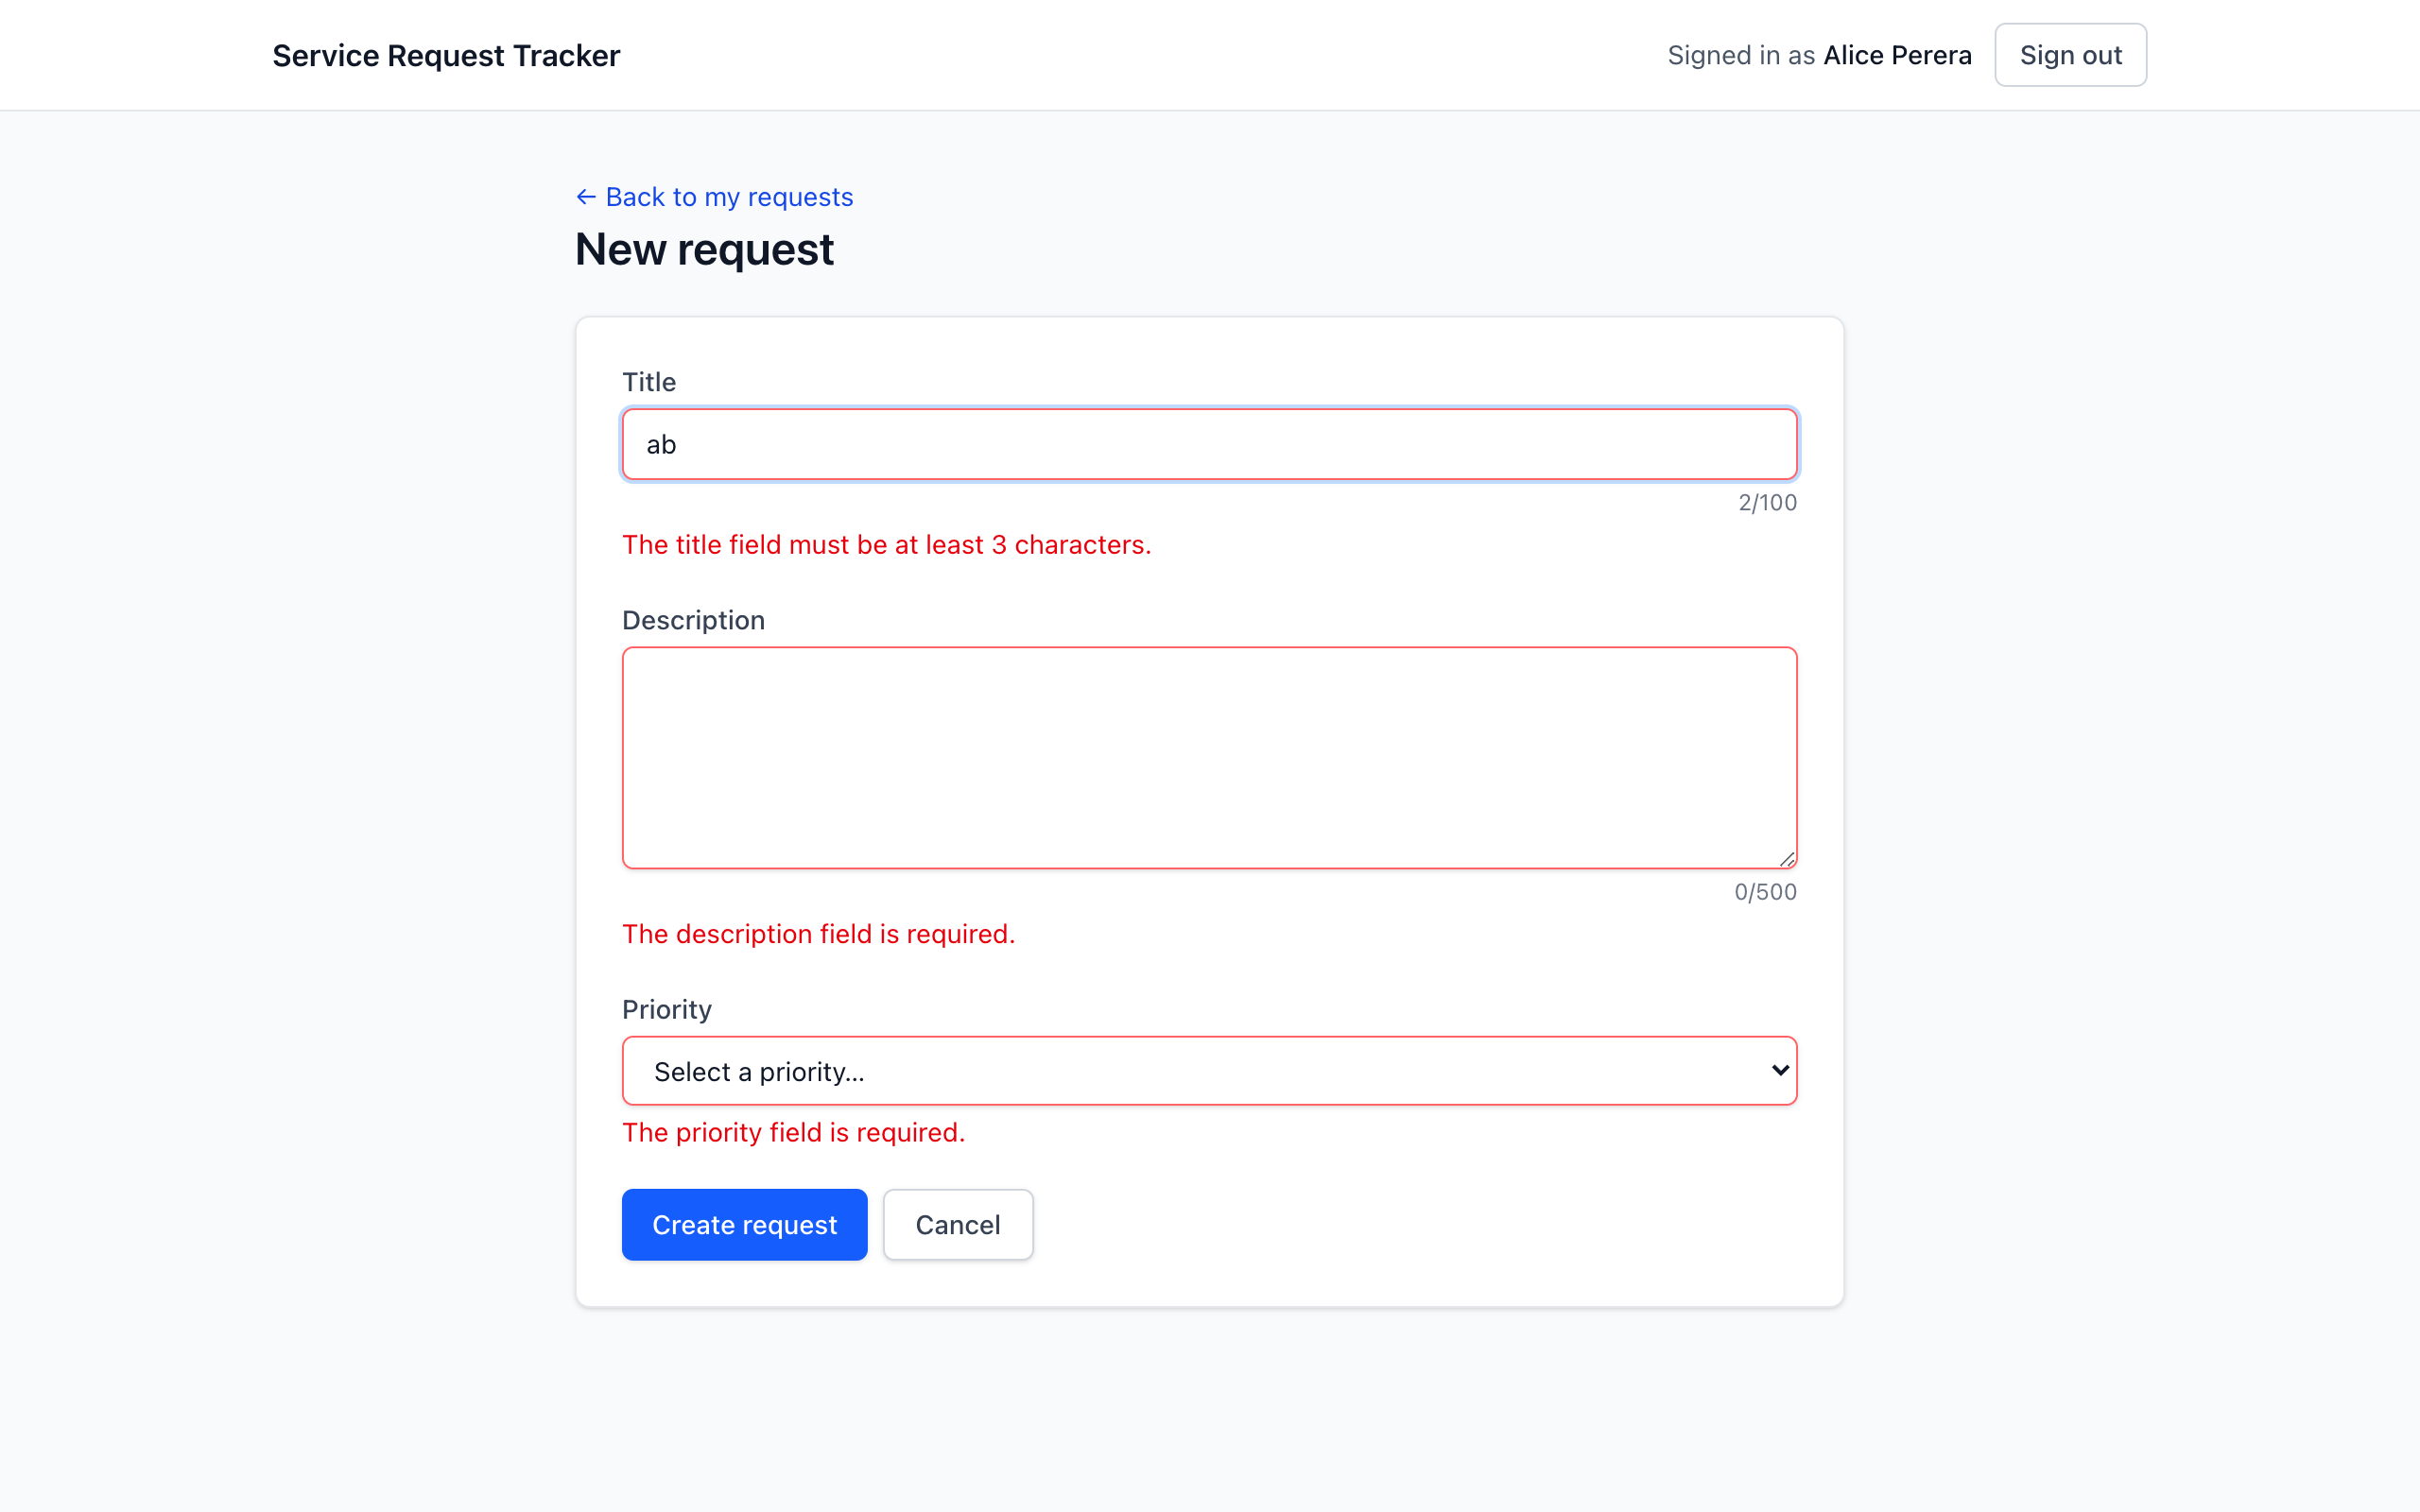 Service Request Tracker
Signed in as Alice Perera
Sign out
← Back to my requests
New request
Title
ab
2/100
The title field must be at least 3 characters.
Description
0/500
The description field is required.
Priority
Select a priority...
The priority field is required.
Create request
Cancel